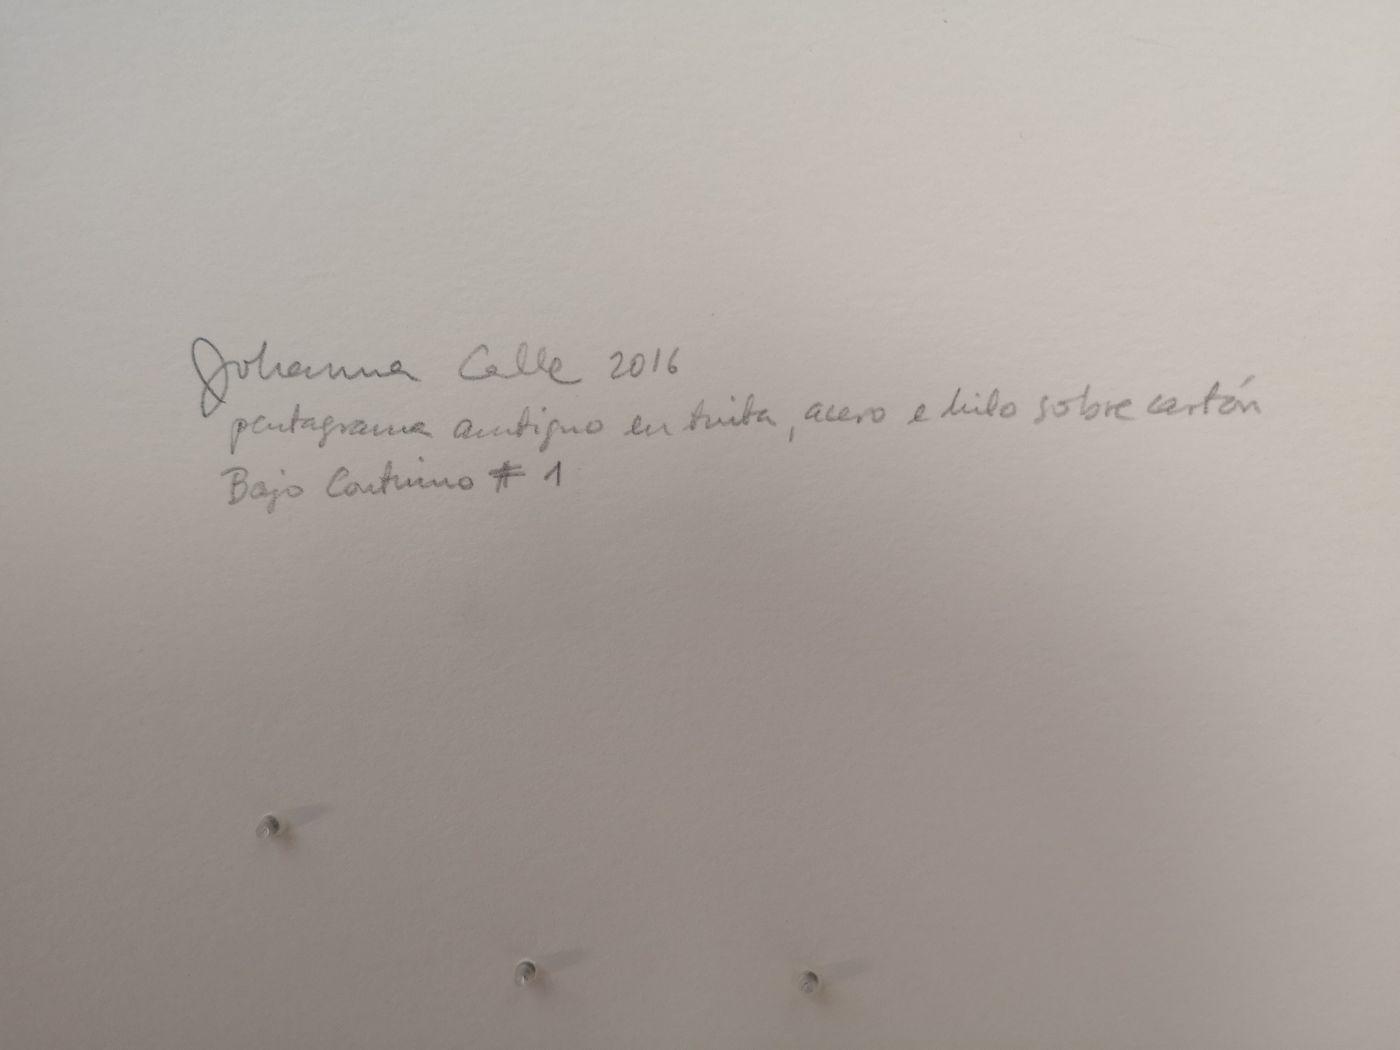 Johanna Calle 2016
pentagrama antiguo en tinta, acero e hilo sobre cartón
Bajo Continuo # 1